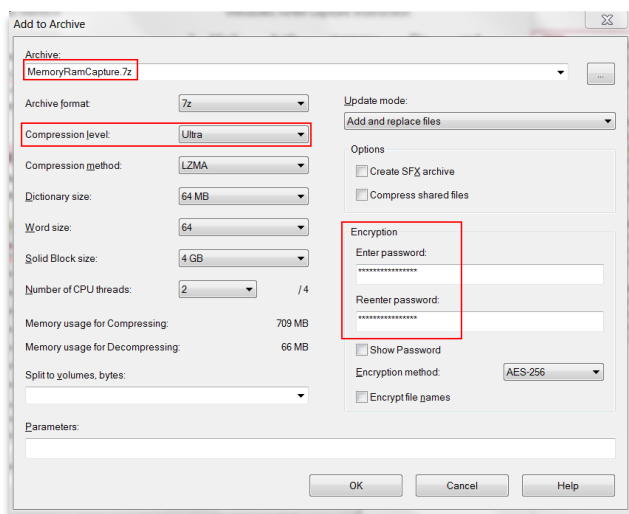 Add to Archive
Archive:
MemoryRamCapture.7z
...
Archive format:
7z
Compression level:
Ultra
Compression method:
LZMA
Dictionary size:
64 MB
Word size:
64
Solid Block size:
4 GB
Number of CPU threads:
2
/ 4
Memory usage for Compressing:
709 MB
Memory usage for Decompressing:
66 MB
Split to volumes, bytes:
Update mode:
Add and replace files
Options
Create SFX archive
Compress shared files
Encryption
Enter password:
****************
Reenter password:
****************
Show Password
Encryption method:
AES-256
Encrypt file names
Parameters:
OK
Cancel
Help